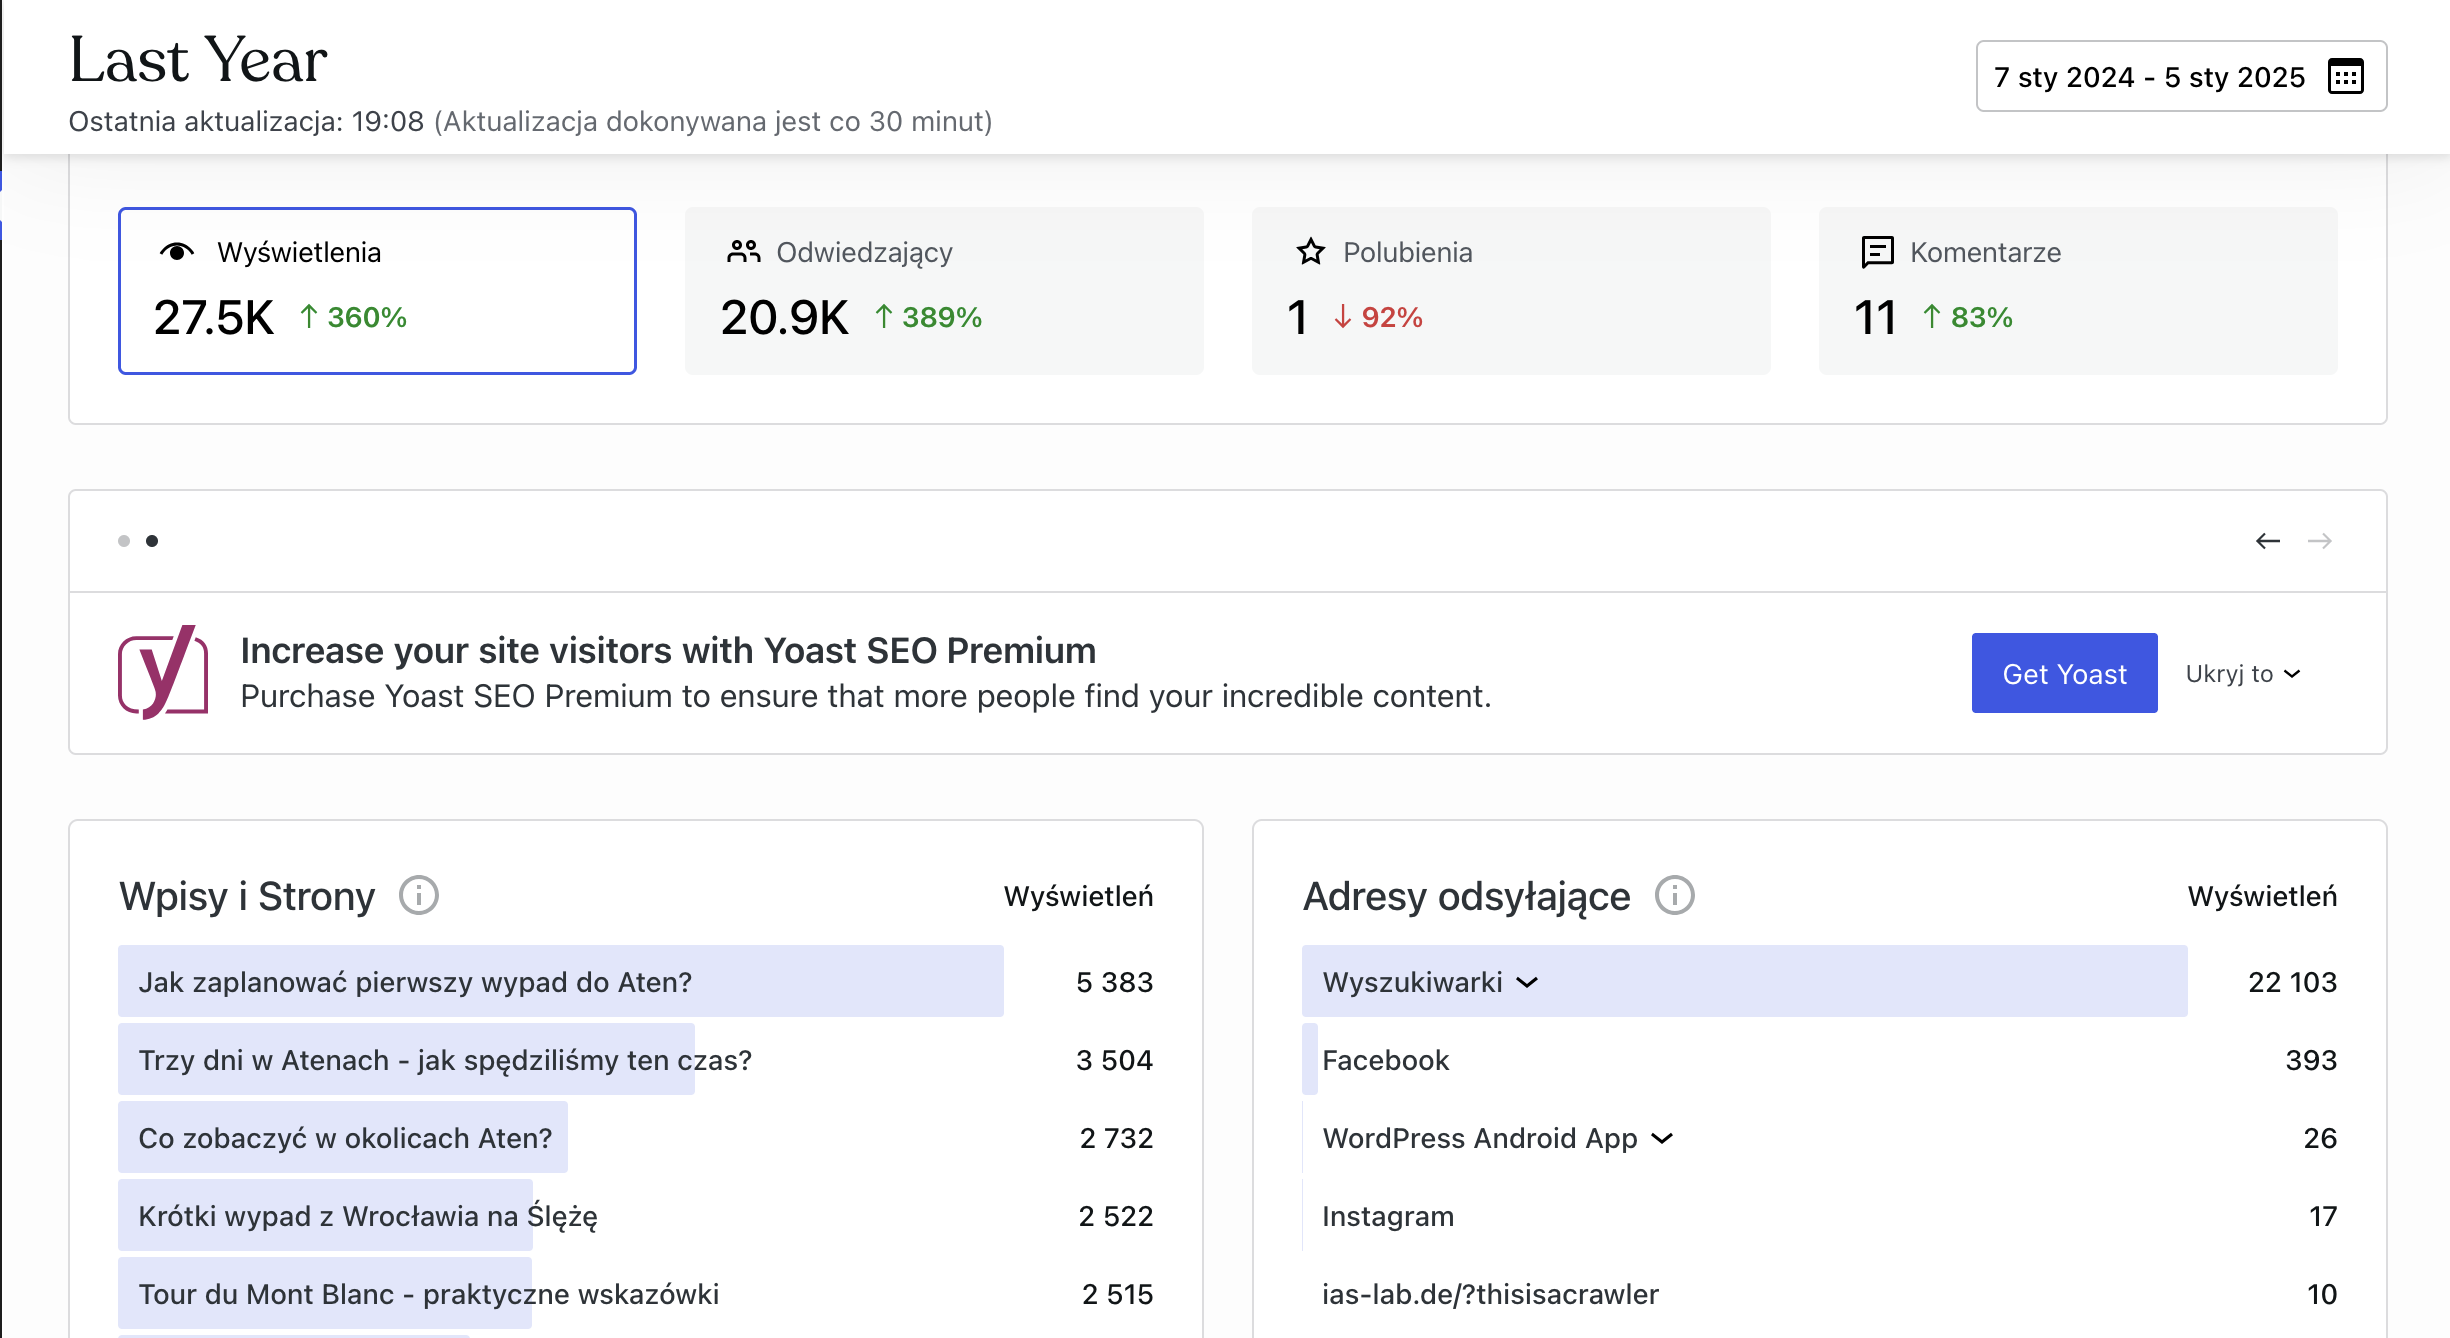 Last Year
7 sty 2024 - 5 sty 2025
Ostatnia aktualizacja: 19:08 (Aktualizacja dokonywana jest co 30 minut)
Wyświetlenia
27.5K ↑ 360%
Odwiedzający
20.9K ↑ 389%
Polubienia
1 ↓ 92%
Komentarze
11 ↑ 83%
← →
y
Increase your site visitors with Yoast SEO Premium
Purchase Yoast SEO Premium to ensure that more people find your incredible content.
Get Yoast
Ukryj to
Wpisy i Strony
Wyświetleń
Jak zaplanować pierwszy wypad do Aten? 5 383
Trzy dni w Atenach - jak spędziliśmy ten czas? 3 504
Co zobaczyć w okolicach Aten? 2 732
Krótki wypad z Wrocławia na Ślężę 2 522
Tour du Mont Blanc - praktyczne wskazówki 2 515
Adresy odsyłające
Wyświetleń
Wyszukiwarki 22 103
Facebook 393
WordPress Android App 26
Instagram 17
ias-lab.de/?thisisacrawler 10